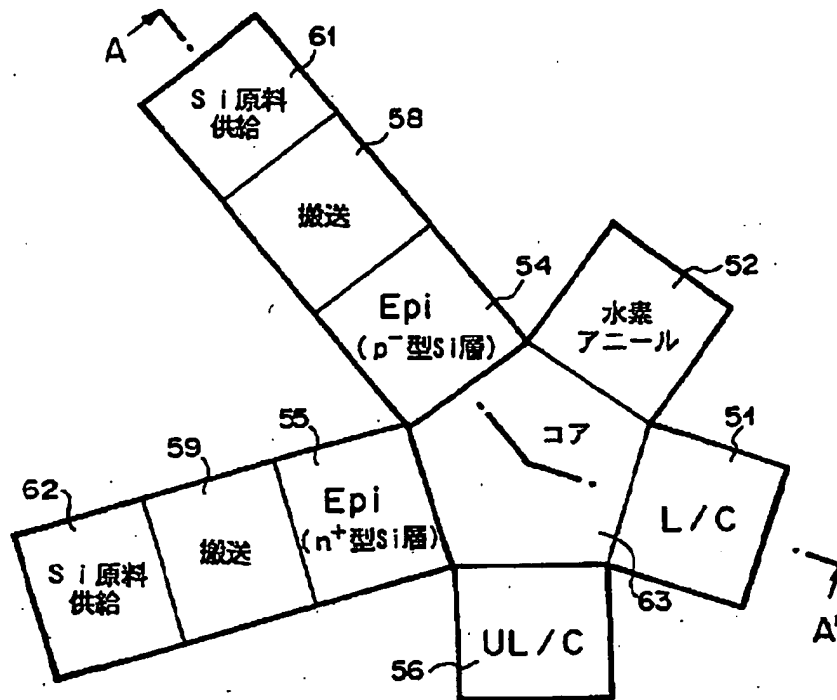 A
61
Si原料
供給
58
搬送
54
Epi
(p⁻型Si層)
52
水素
アニール
コア
51
L/C
55
59
62
Epi
(n⁺型Si層)
搬送
Si原料
供給
63
A'
56
UL/C